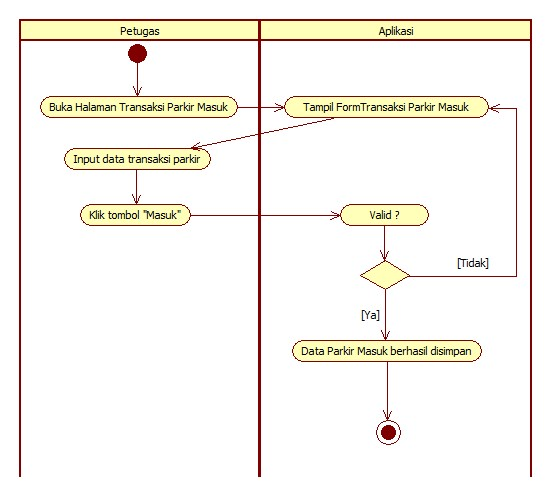 Petugas
Aplikasi
Buka Halaman Transaksi Parkir Masuk
Tampil FormTransaksi Parkir Masuk
Input data transaksi parkir
Klik tombol "Masuk"
Valid ?
[Tidak]
[Ya]
Data Parkir Masuk berhasil disimpan